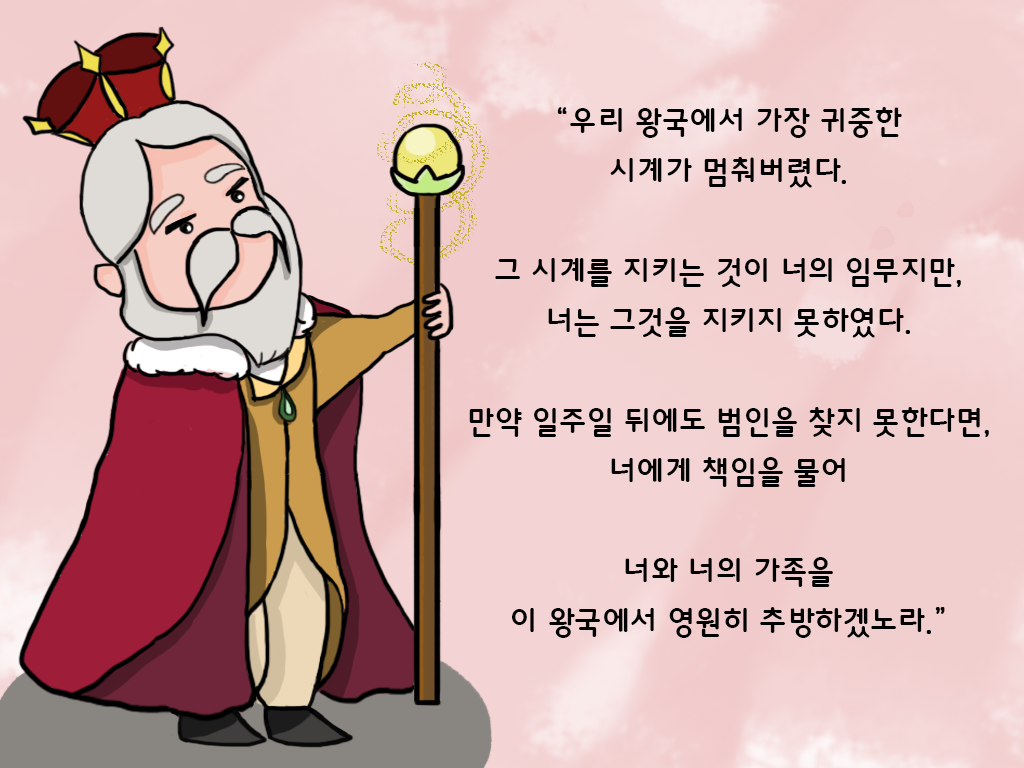 “우리 왕국에서 가장 귀중한
시계가 멈춰버렸다.
그 시계를 지키는 것이 너의 임무지만,
너는 그것을 지키지 못하였다.
만약 일주일 뒤에도 범인을 찾지 못한다면,
너에게 책임을 물어
너와 너의 가족을
이 왕국에서 영원히 추방하겠노라.”